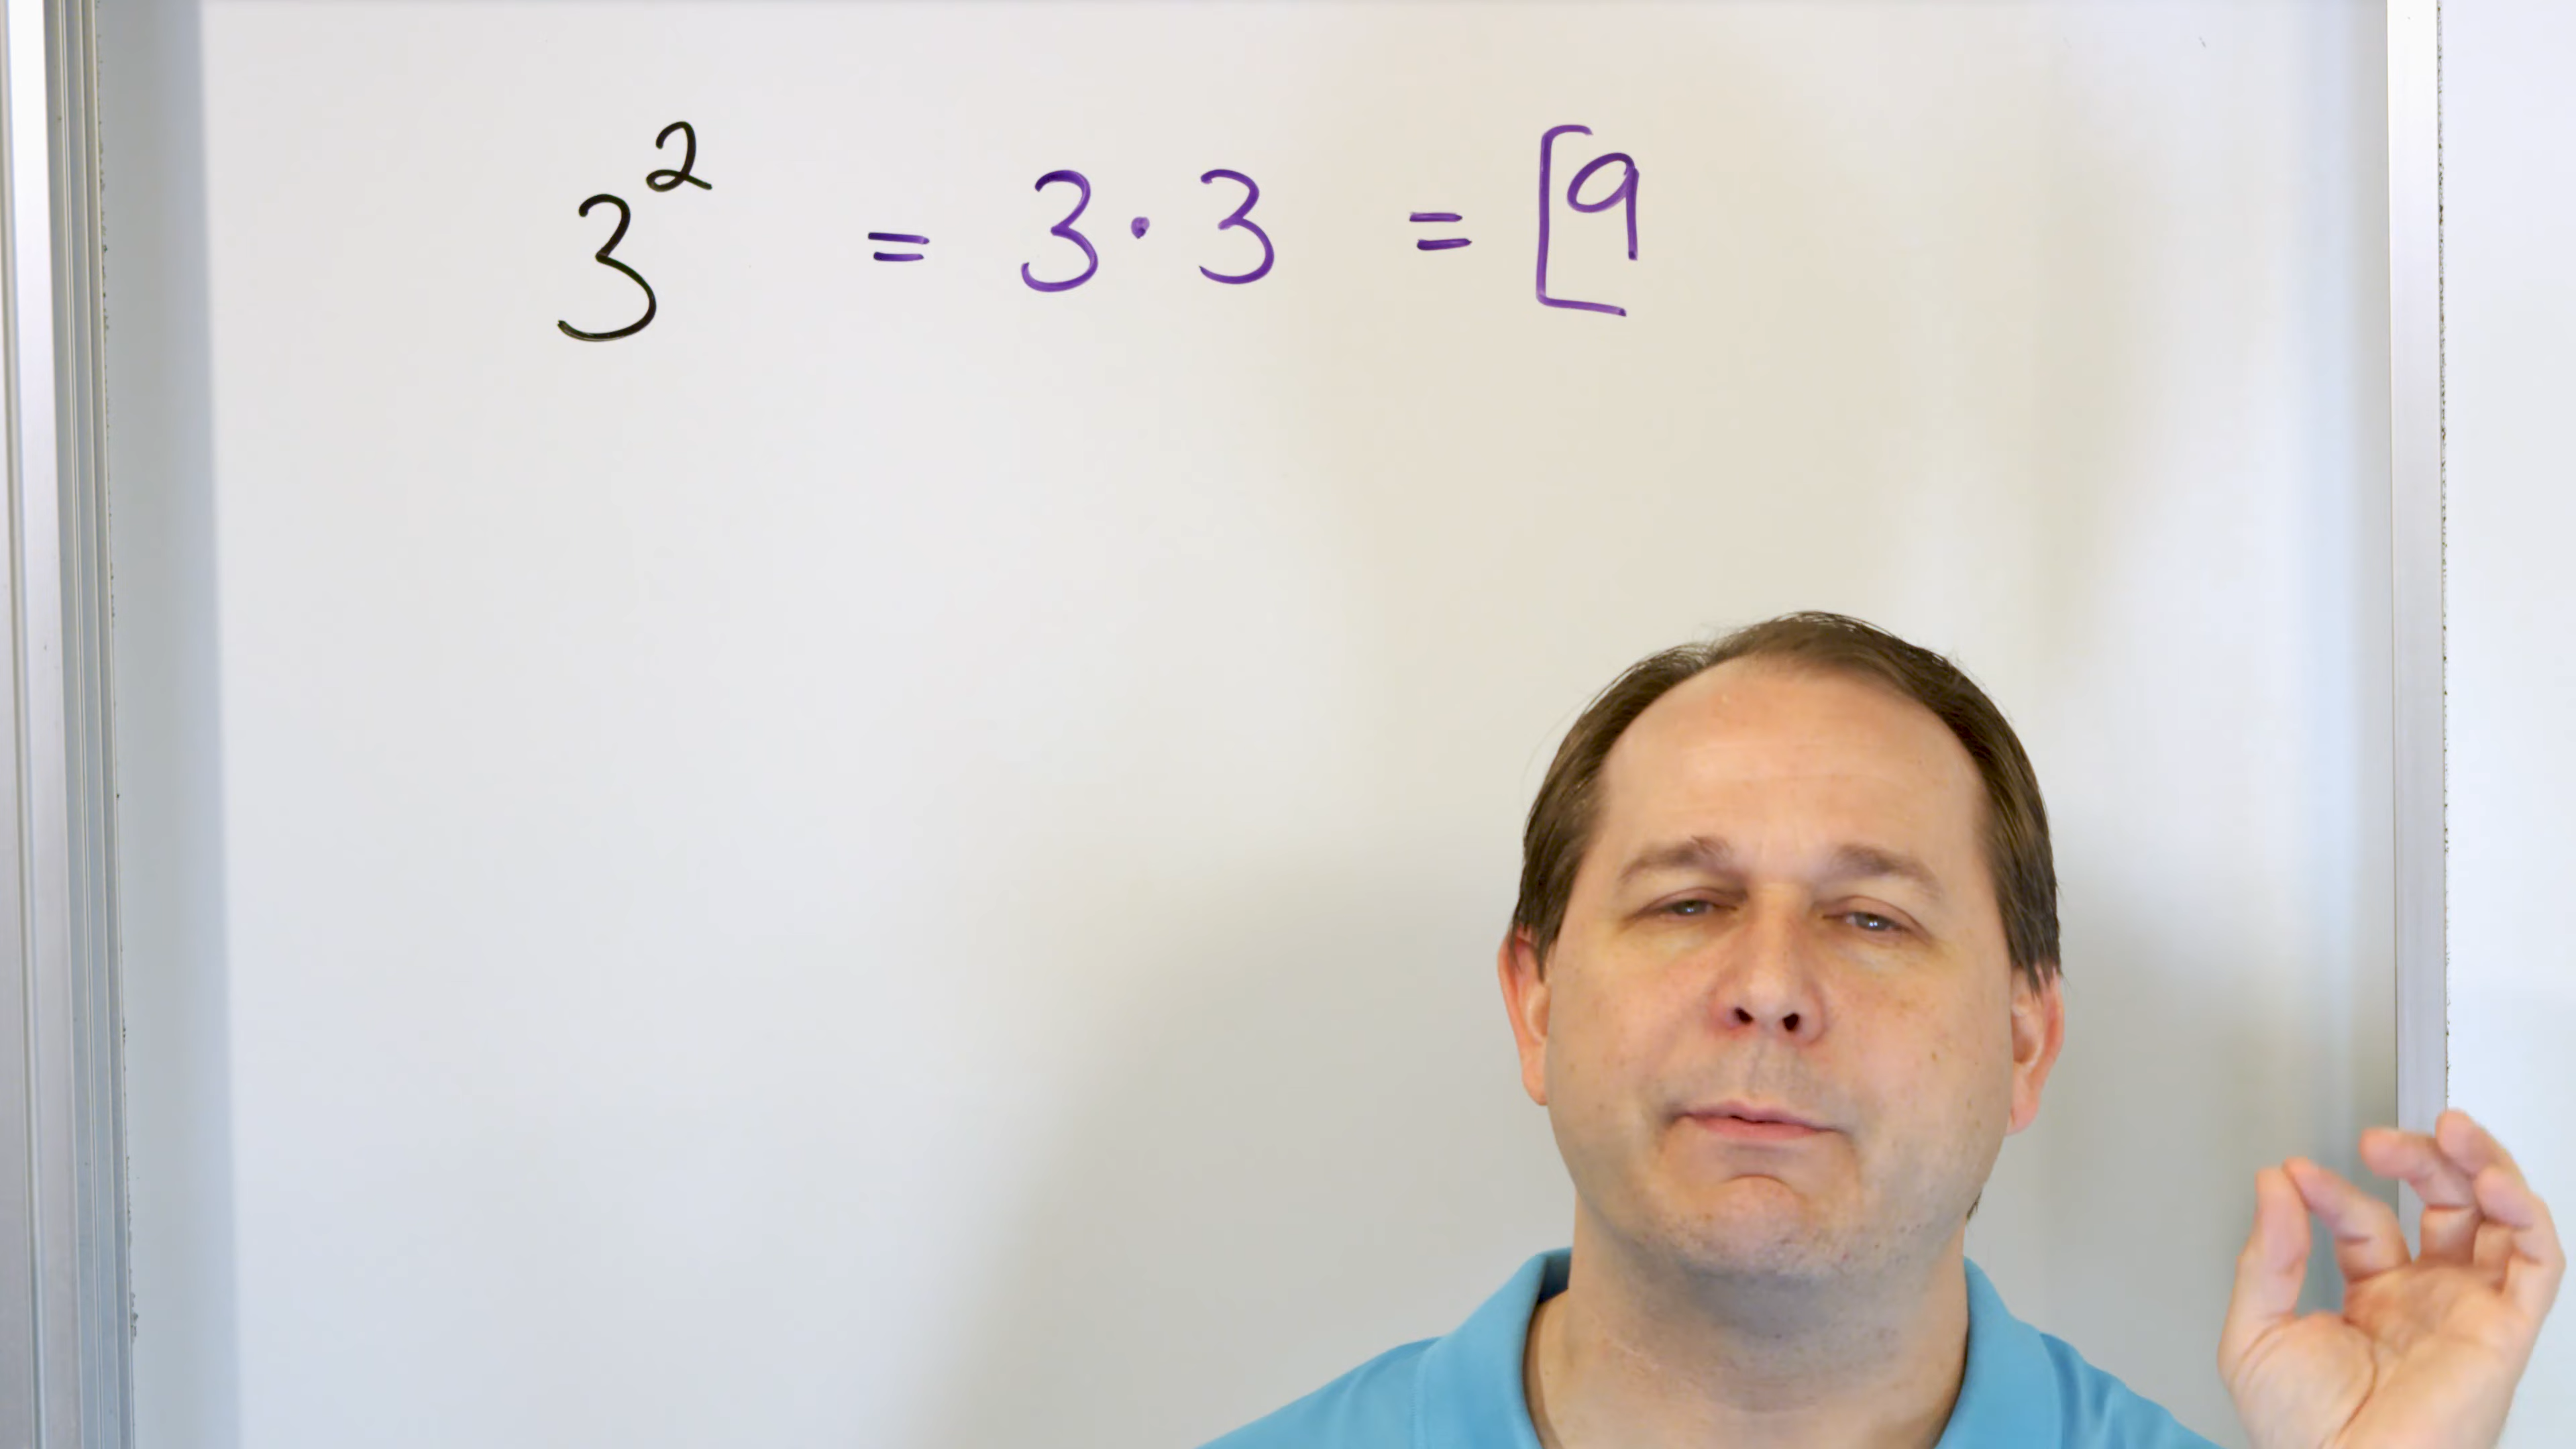 3² = 3·3 = [9